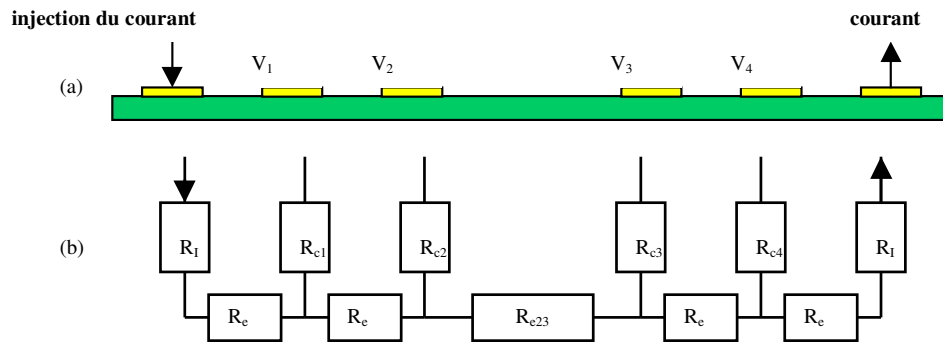 injection du courant courant
V1 V2 V3 V4
(a)
(b) RI Rc1 Rc2 Rc3 Rc4 RI
Re Re Re23 Re Re